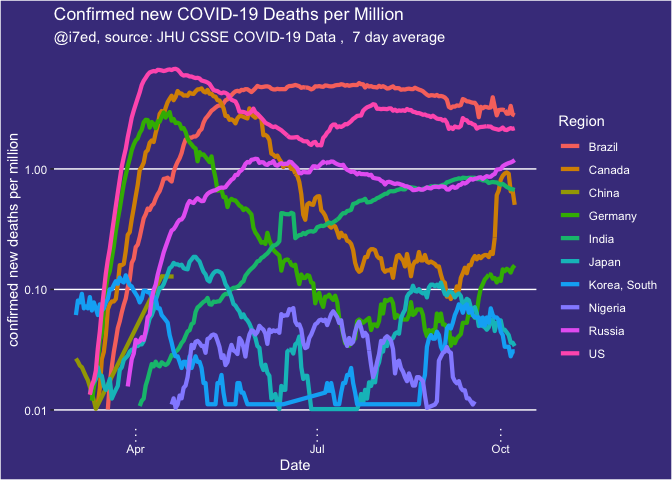 Confirmed new COVID-19 Deaths per Million
@i7ed, source: JHU CSSE COVID-19 Data , 7 day average
confirmed new deaths per million
1.00
0.10
0.01
Apr
Jul
Oct
Date
Region
Brazil
Canada
China
Germany
India
Japan
Korea, South
Nigeria
Russia
US